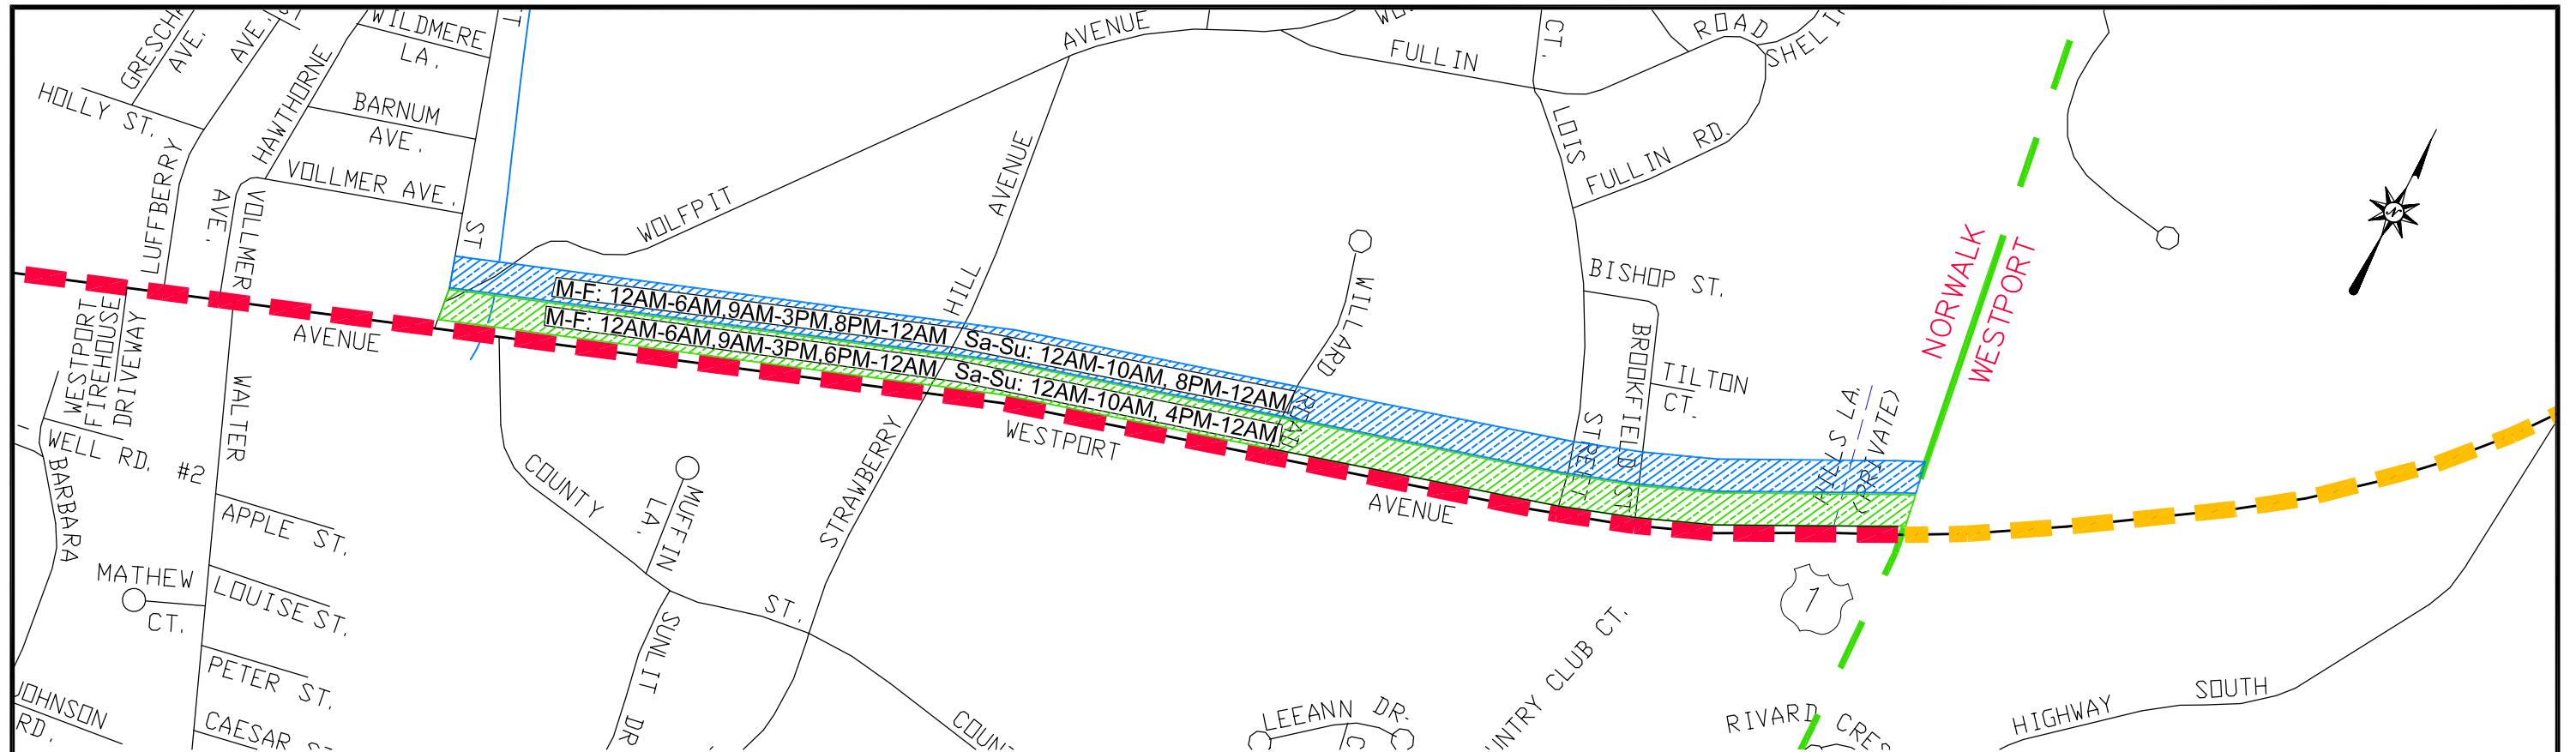 AVE.
WILDMERE
LA.
AVE.
HAWTHORNE
HOLLY ST.
BARNUM
AVE.
VOLLMER AVE.
LUFFBERRY
AVE.
VOLLMER
ST
WOLFPIT
AVENUE
HILL
AVENUE
FULLIN
CT.
LOIS
ROAD
FULLIN RD.
BISHOP ST.
WILLARD
ROAD
BROOKFIELD ST
TILTON
CT.
STREET
HILLS LA.
(PRIVATE)
NORWALK
WESTPORT
M-F: 12AM-6AM,9AM-3PM,8PM-12AM Sa-Su: 12AM-10AM, 8PM-12AM
M-F: 12AM-6AM,9AM-3PM,6PM-12AM Sa-Su: 12AM-10AM, 4PM-12AM
AVENUE
WESTPORT
AVENUE
WESTPORT
FIREHOUSE
DRIVEWAY
WALTER
WELL RD. #2
BARBARA
APPLE ST.
MATHEW
CT.
LOUISE ST.
PETER ST.
CAESAR
JOHNSON
RD.
COUNTY
ST.
MUFFIN
LA.
SUNLIT DR
STRAWBERRY
LEEANN DR.
UNTRY CLUB CT.
1
RIVARD CRES
HIGHWAY SOUTH
N